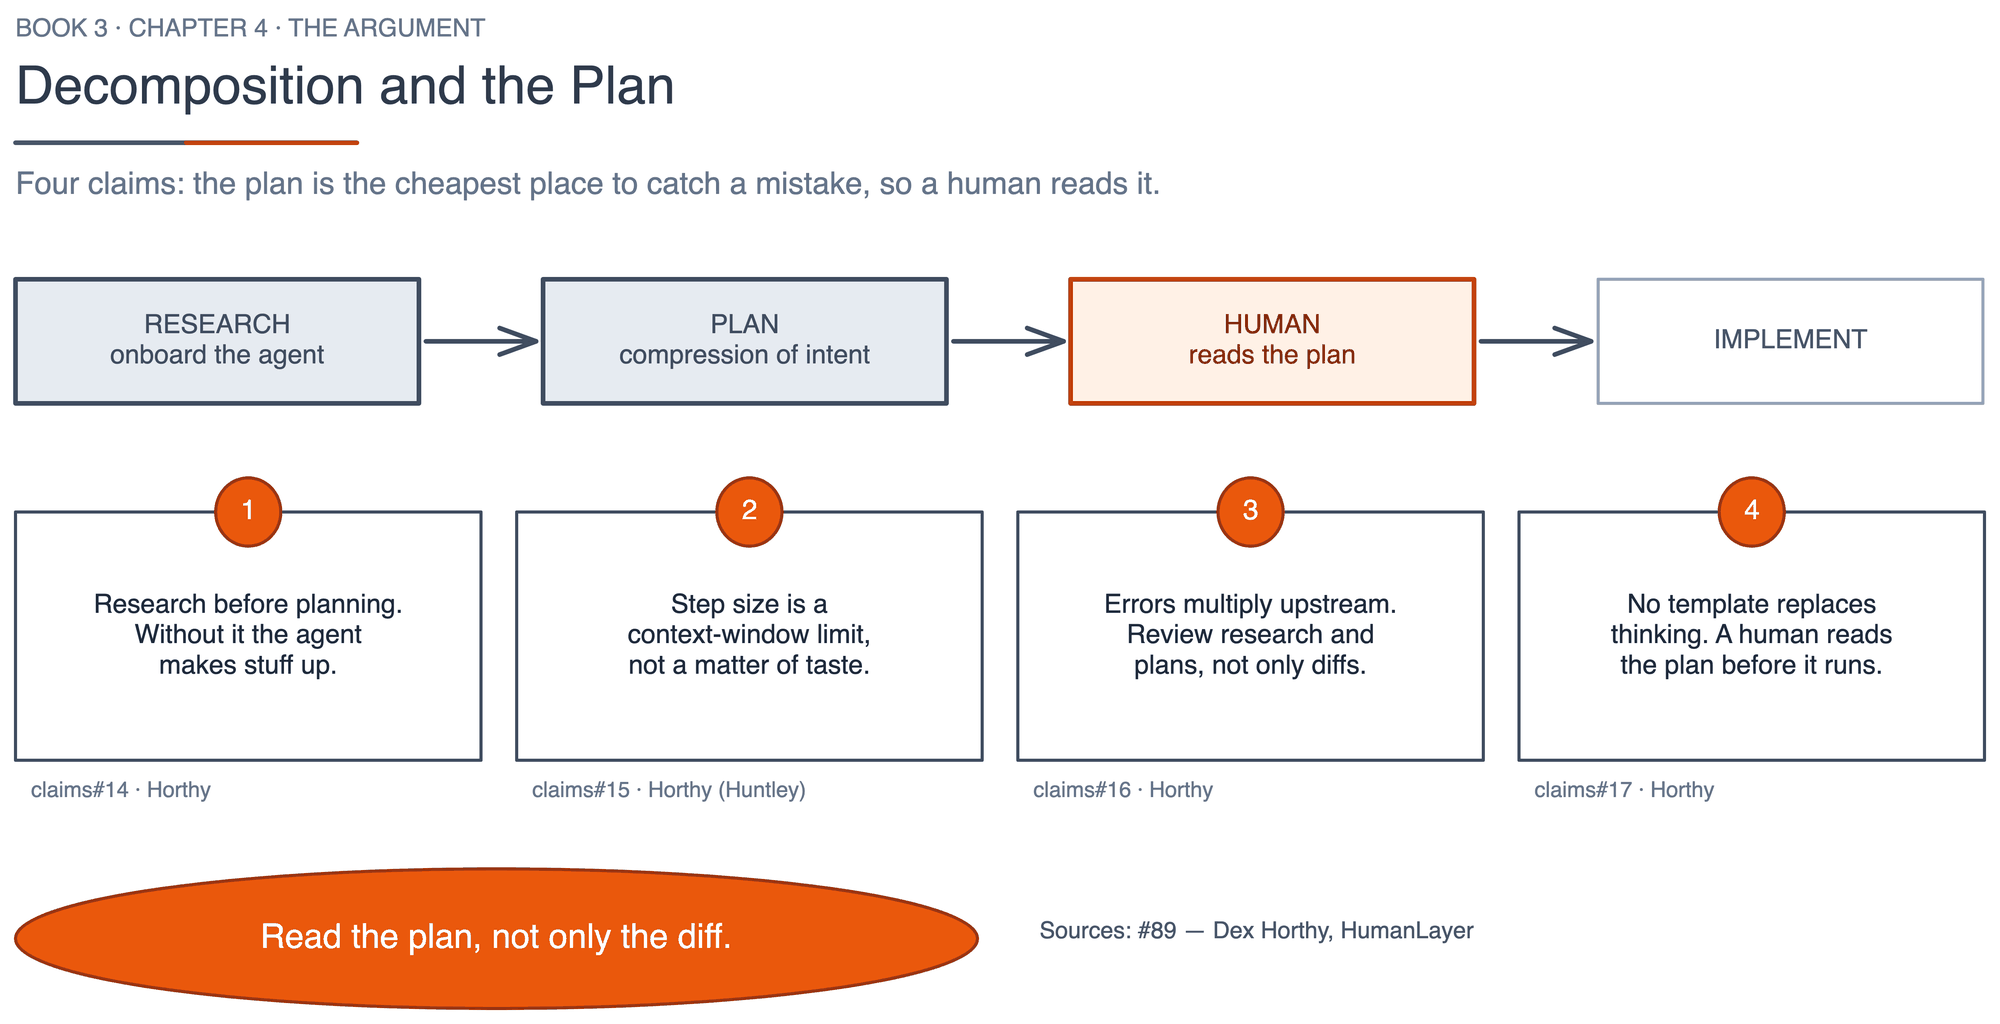 BOOK 3 · CHAPTER 4 · THE ARGUMENT
Decomposition and the Plan
Four claims: the plan is the cheapest place to catch a mistake, so a human reads it.
RESEARCH
onboard the agent
PLAN
compression of intent
HUMAN
reads the plan
IMPLEMENT
1
Research before planning.
Without it the agent
makes stuff up.
claims#14 · Horthy
2
Step size is a
context-window limit,
not a matter of taste.
claims#15 · Horthy (Huntley)
3
Errors multiply upstream.
Review research and
plans, not only diffs.
claims#16 · Horthy
4
No template replaces
thinking. A human reads
the plan before it runs.
claims#17 · Horthy
Read the plan, not only the diff.
Sources: #89 — Dex Horthy, HumanLayer